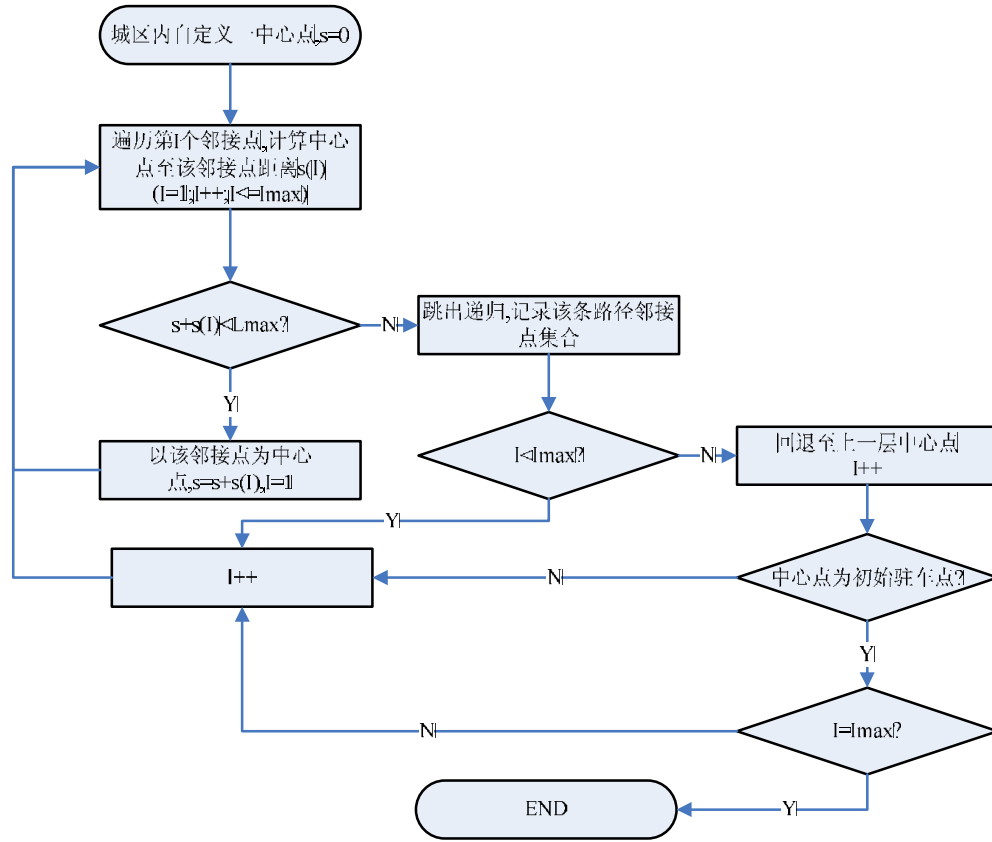 城区内自定义一中心点,s=0
遍历第I个邻接点,计算中心
点至该邻接点距离s(I)
(I=1;I++;I<=Imax)
s+s(I)<Lmax?
N
跳出递归,记录该条路径邻接
点集合
Y
以该邻接点为中心
点,s=s+s(I),I=1
I<Imax?
N
回退至上一层中心点
I++
Y
I++
N
中心点为初始驻车点?
Y
N
I=Imax?
END
Y